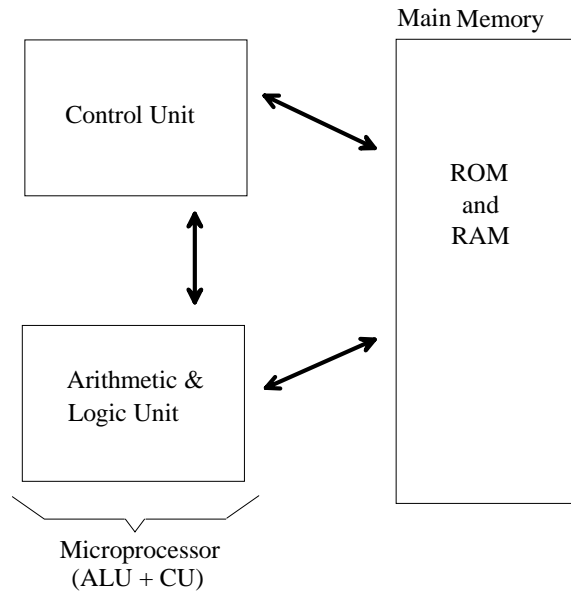 Main Memory
Control Unit
ROM
and
RAM
Arithmetic &
Logic Unit
Microprocessor
(ALU + CU)